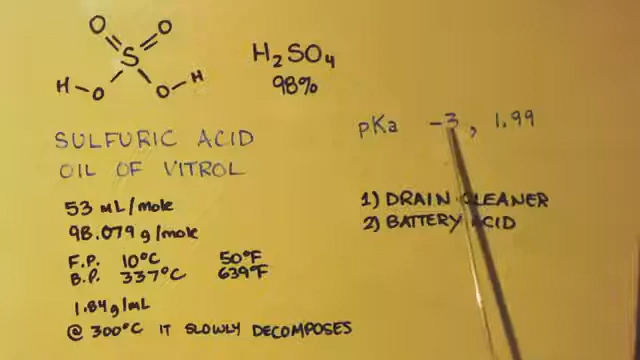 O O
S
H-O O-H
H2SO4
98%
SULFURIC ACID
OIL OF VITROL
53 mL/mole
98.079 g/mole
F.P. 10°C 50°F
B.P. 337°C 639°F
1.84 g/mL
@ 300°C IT SLOWLY DECOMPOSES
pKa -3, 1.99
1) DRAIN CLEANER
2) BATTERY ACID